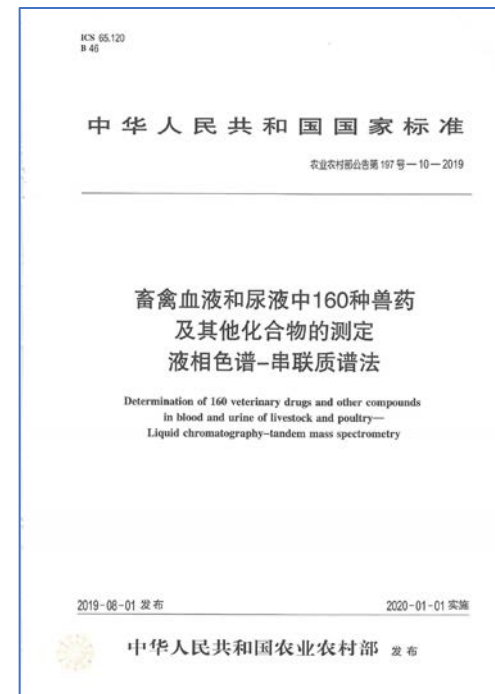 ICS 65.120
B 46
中华人民共和国国家标准
农业农村部公告第 197 号—10—2019
畜禽血液和尿液中160种兽药
及其他化合物的测定
液相色谱-串联质谱法
Determination of 160 veterinary drugs and other compounds
in blood and urine of livestock and poultry—
Liquid chromatography-tandem mass spectrometry
2019-08-01 发布
2020-01-01 实施
中华人民共和国农业农村部 发布